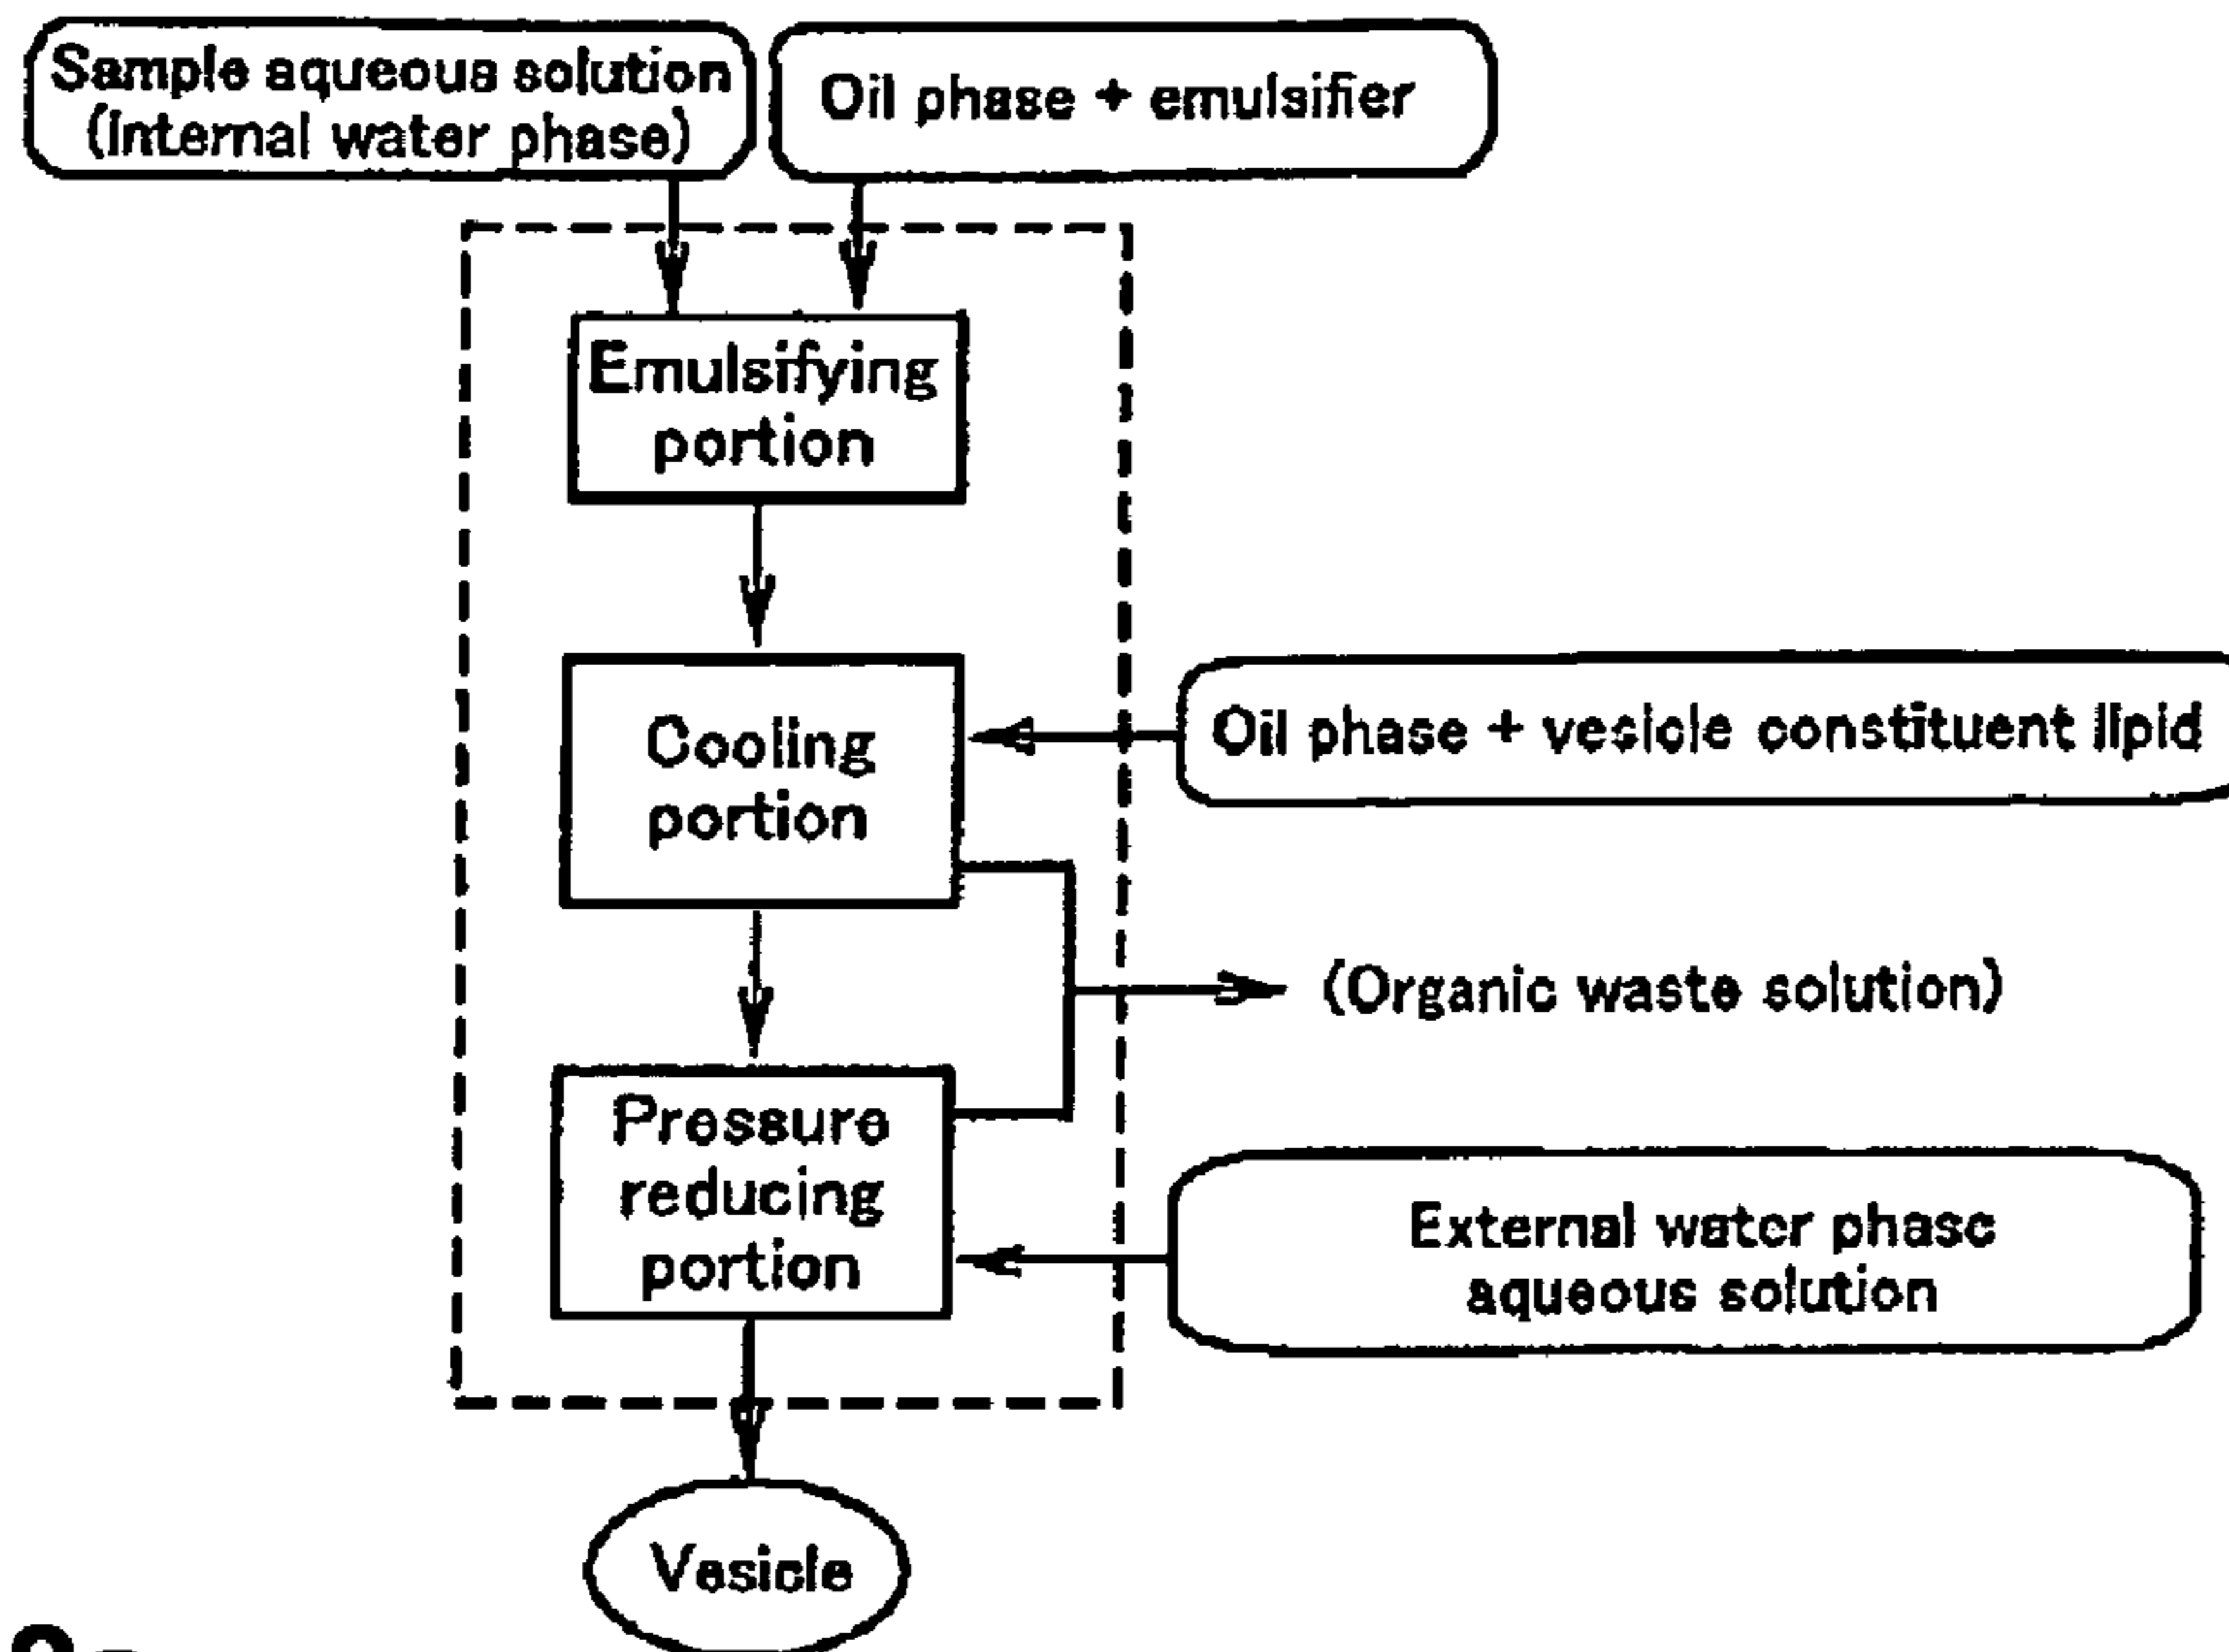 Sample aqueous solution
(Internal water phase)
Oil phase + emulsifier
Emulsifying
portion
Cooling
portion
Oil phase + vesicle constituent lipid
(Organic waste solution)
Pressure
reducing
portion
External water phase
aqueous solution
Vesicle